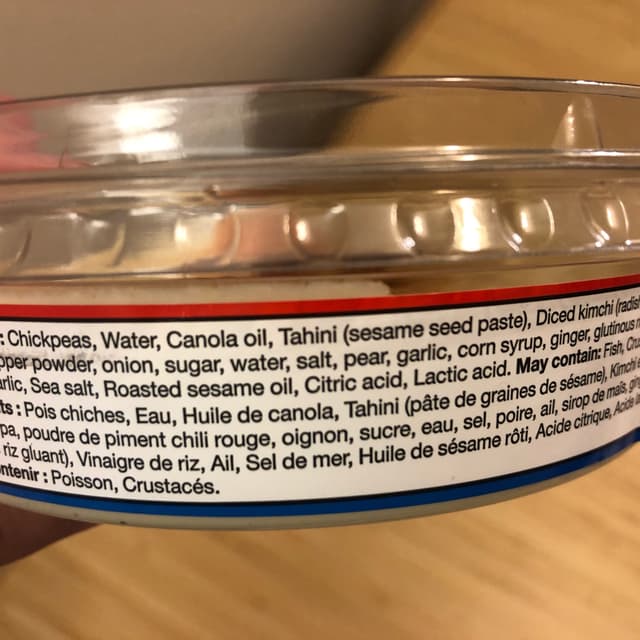 : Chickpeas, Water, Canola oil, Tahini (sesame seed paste), Diced kimchi (radish
pper powder, onion, sugar, water, salt, pear, garlic, corn syrup, ginger, glutinous
arlic, Sea salt, Roasted sesame oil, Citric acid, Lactic acid. May contain: Fish, Crus
ts : Pois chiches, Eau, Huile de canola, Tahini (pâte de graines de sésame), Kimchi
pa, poudre de piment chili rouge, oignon, sucre, eau, sel, poire, ail, sirop de maïs,
riz gluant), Vinaigre de riz, Ail, Sel de mer, Huile de sésame rôti, Acide citrique, Acide
ntenir : Poisson, Crustacés.